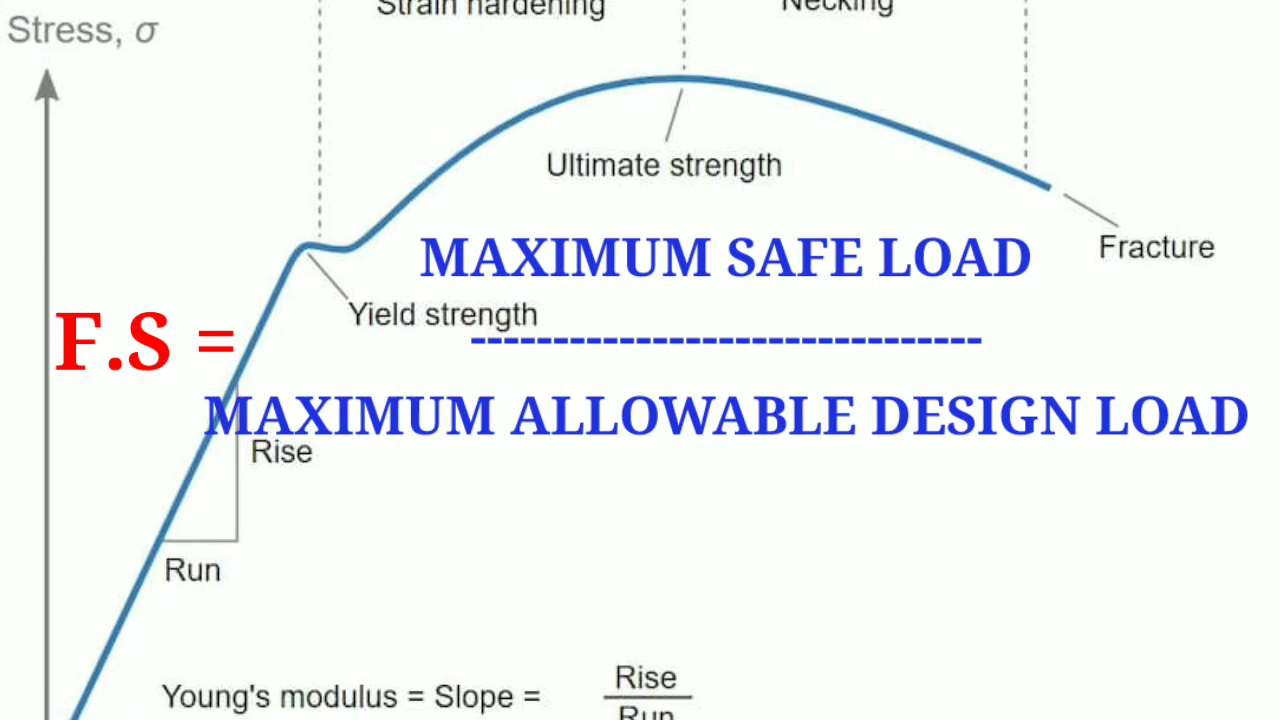 Strain hardening
Necking
Stress, σ
Ultimate strength
Fracture
MAXIMUM SAFE LOAD
Yield strength
F.S =
------------------------------
MAXIMUM ALLOWABLE DESIGN LOAD
Rise
Run
Young's modulus = Slope =
Rise
Run